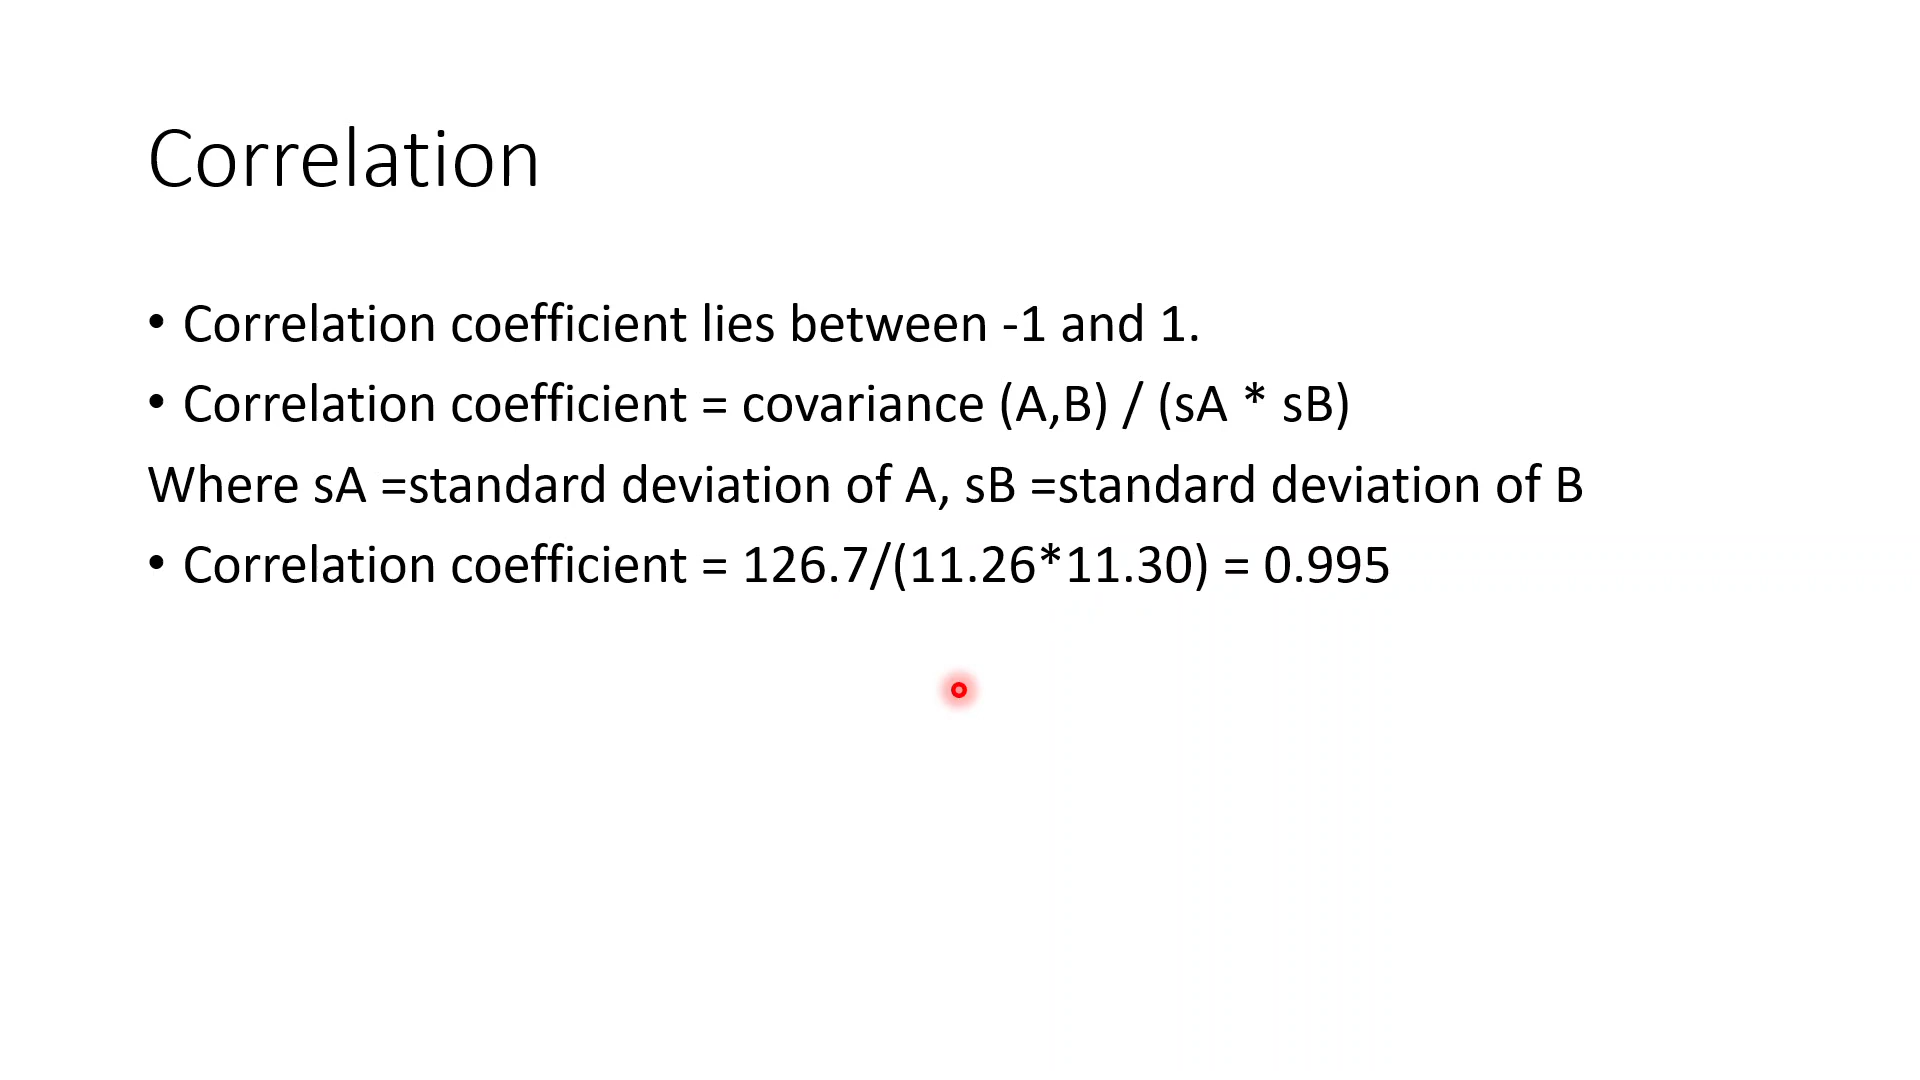 Correlation
• Correlation coefficient lies between -1 and 1.
• Correlation coefficient = covariance (A,B) / (sA * sB)
Where sA =standard deviation of A, sB =standard deviation of B
• Correlation coefficient = 126.7/(11.26*11.30) = 0.995